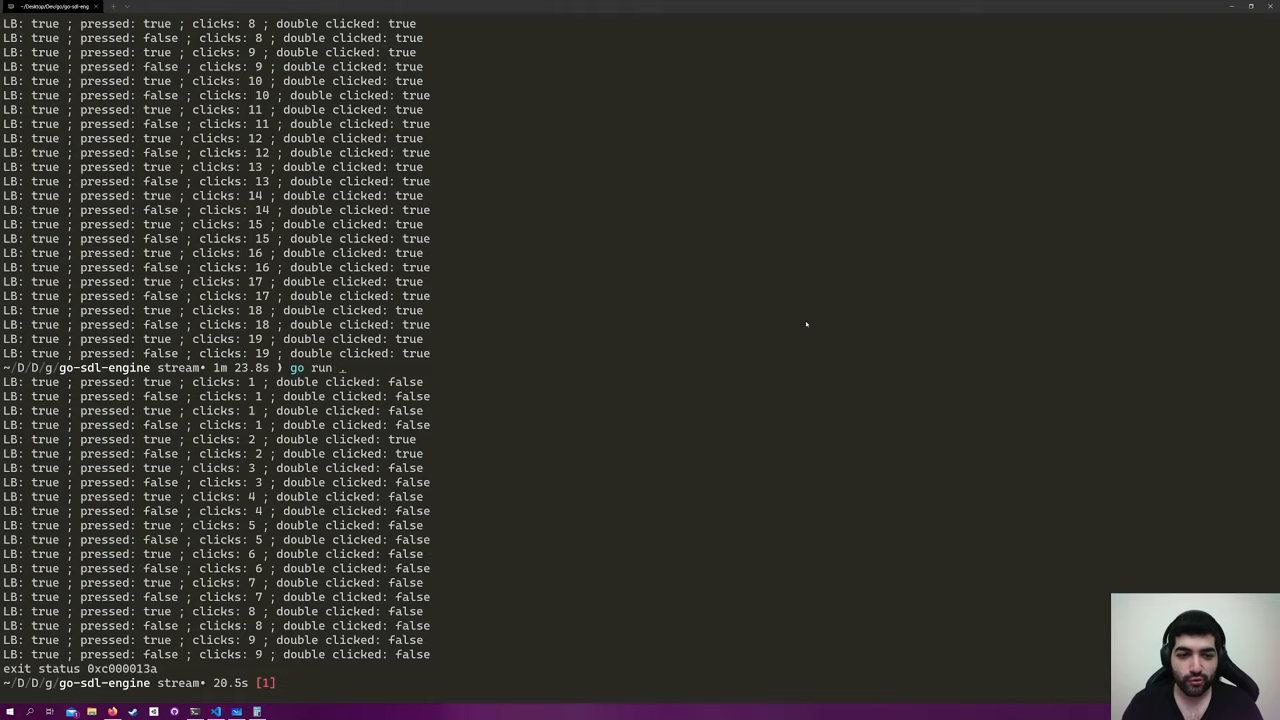 ~/Desktop/Dev/go/go-sdl-eng
LB: true ; pressed: true ; clicks: 8 ; double clicked: true
LB: true ; pressed: false ; clicks: 8 ; double clicked: true
LB: true ; pressed: true ; clicks: 9 ; double clicked: true
LB: true ; pressed: false ; clicks: 9 ; double clicked: true
LB: true ; pressed: true ; clicks: 10 ; double clicked: true
LB: true ; pressed: false ; clicks: 10 ; double clicked: true
LB: true ; pressed: true ; clicks: 11 ; double clicked: true
LB: true ; pressed: false ; clicks: 11 ; double clicked: true
LB: true ; pressed: true ; clicks: 12 ; double clicked: true
LB: true ; pressed: false ; clicks: 12 ; double clicked: true
LB: true ; pressed: true ; clicks: 13 ; double clicked: true
LB: true ; pressed: false ; clicks: 13 ; double clicked: true
LB: true ; pressed: true ; clicks: 14 ; double clicked: true
LB: true ; pressed: false ; clicks: 14 ; double clicked: true
LB: true ; pressed: true ; clicks: 15 ; double clicked: true
LB: true ; pressed: false ; clicks: 15 ; double clicked: true
LB: true ; pressed: true ; clicks: 16 ; double clicked: true
LB: true ; pressed: false ; clicks: 16 ; double clicked: true
LB: true ; pressed: true ; clicks: 17 ; double clicked: true
LB: true ; pressed: false ; clicks: 17 ; double clicked: true
LB: true ; pressed: true ; clicks: 18 ; double clicked: true
LB: true ; pressed: false ; clicks: 18 ; double clicked: true
LB: true ; pressed: true ; clicks: 19 ; double clicked: true
LB: true ; pressed: false ; clicks: 19 ; double clicked: true
~/D/D/g/go-sdl-engine stream• 1m 23.8s ⟩ go run .
LB: true ; pressed: true ; clicks: 1 ; double clicked: false
LB: true ; pressed: false ; clicks: 1 ; double clicked: false
LB: true ; pressed: true ; clicks: 1 ; double clicked: false
LB: true ; pressed: false ; clicks: 1 ; double clicked: false
LB: true ; pressed: true ; clicks: 2 ; double clicked: true
LB: true ; pressed: false ; clicks: 2 ; double clicked: true
LB: true ; pressed: true ; clicks: 3 ; double clicked: false
LB: true ; pressed: false ; clicks: 3 ; double clicked: false
LB: true ; pressed: true ; clicks: 4 ; double clicked: false
LB: true ; pressed: false ; clicks: 4 ; double clicked: false
LB: true ; pressed: true ; clicks: 5 ; double clicked: false
LB: true ; pressed: false ; clicks: 5 ; double clicked: false
LB: true ; pressed: true ; clicks: 6 ; double clicked: false
LB: true ; pressed: false ; clicks: 6 ; double clicked: false
LB: true ; pressed: true ; clicks: 7 ; double clicked: false
LB: true ; pressed: false ; clicks: 7 ; double clicked: false
LB: true ; pressed: true ; clicks: 8 ; double clicked: false
LB: true ; pressed: false ; clicks: 8 ; double clicked: false
LB: true ; pressed: true ; clicks: 9 ; double clicked: false
LB: true ; pressed: false ; clicks: 9 ; double clicked: false
exit status 0xc000013a
~/D/D/g/go-sdl-engine stream• 20.5s [1]